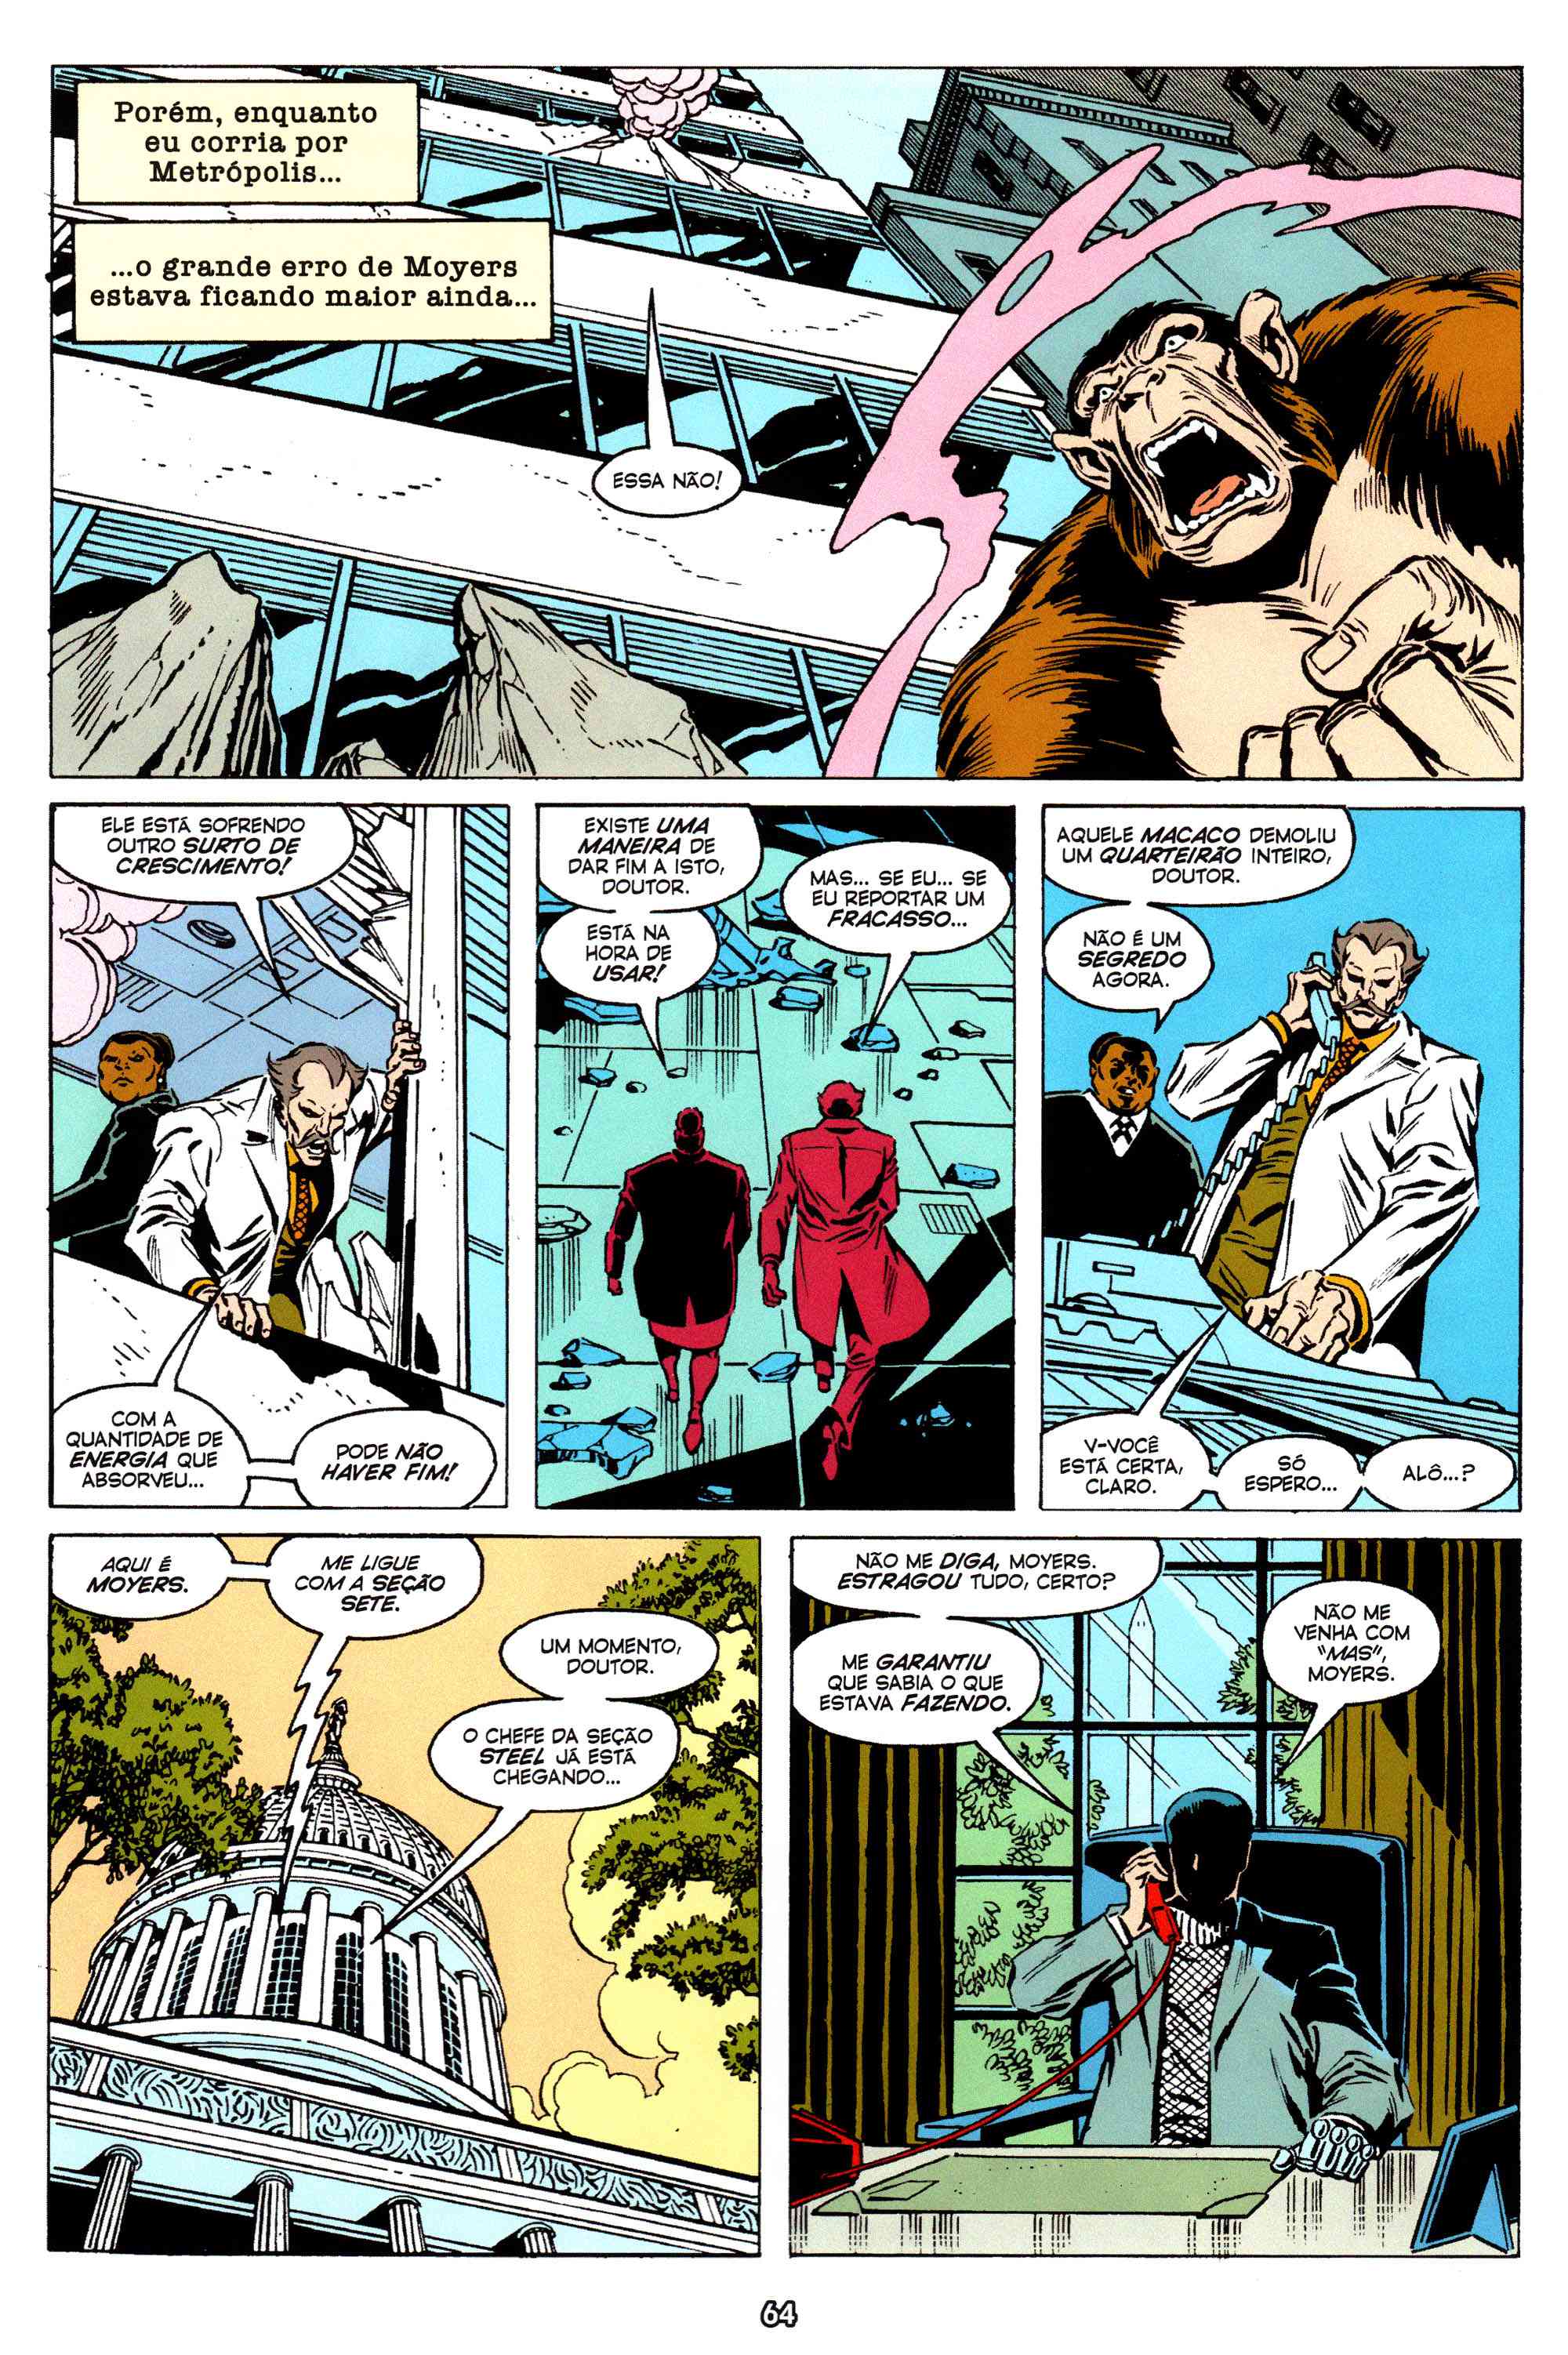 Porém, enquanto
eu corria por
Metrópolis...
...o grande erro de Moyers
estava ficando maior ainda...
ESSA NÃO!
ELE ESTÁ SOFRENDO
OUTRO SURTO DE
CRESCIMENTO!
COM A
QUANTIDADE DE
ENERGIA QUE
ABSORVEU...
PODE NÃO
HAVER FIM!
EXISTE UMA
MANEIRA DE
DAR FIM A ISTO,
DOUTOR.
ESTÁ NA
HORA DE
USAR!
MAS... SE EU... SE
EU REPORTAR UM
FRACASSO...
AQUELE MACACO DEMOLIU
UM QUARTEIRÃO INTEIRO,
DOUTOR.
NÃO É UM
SEGREDO
AGORA.
V-VOCÊ
ESTÁ CERTA,
CLARO.
SÓ
ESPERO...
ALÔ...?
AQUI É
MOYERS.
ME LIGUE
COM A SEÇÃO
SETE.
UM MOMENTO,
DOUTOR.
O CHEFE DA SEÇÃO
STEEL JÁ ESTÁ
CHEGANDO...
NÃO ME DIGA, MOYERS.
ESTRAGOU TUDO, CERTO?
ME GARANTIU
QUE SABIA O QUE
ESTAVA FAZENDO.
NÃO ME
VENHA COM
"MAS",
MOYERS.
64